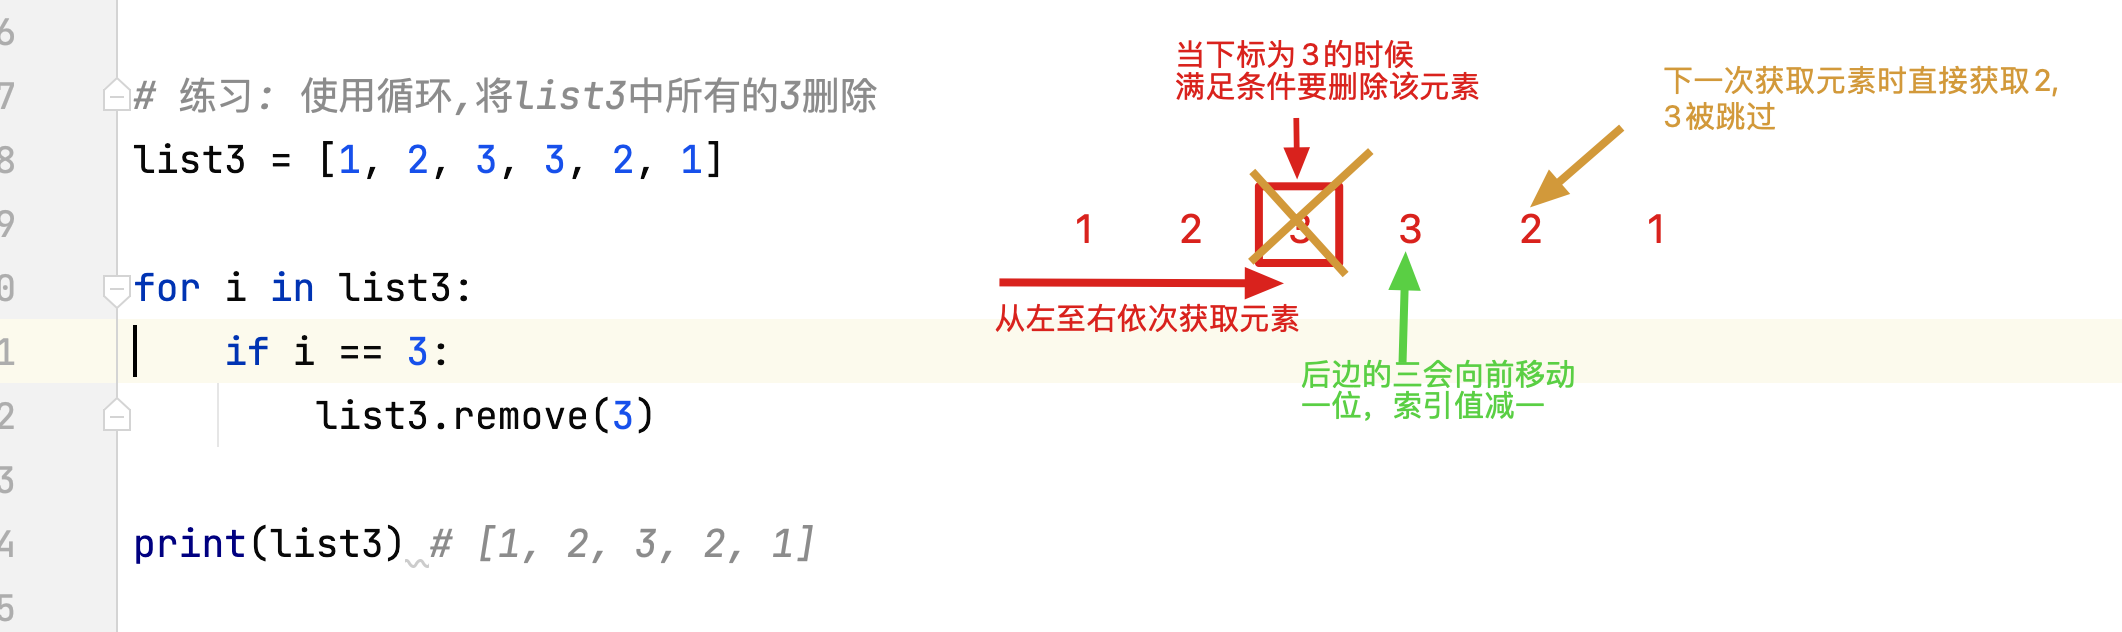 6
7
# 练习: 使用循环,将list3中所有的3删除
8
list3 = [1, 2, 3, 3, 2, 1]
9
0
for i in list3:
1
if i == 3:
2
list3.remove(3)
3
4
print(list3) # [1, 2, 3, 2, 1]
5
当下标为3的时候
满足条件要删除该元素
下一次获取元素时直接获取2,
3被跳过
1 2 3 3 2 1
从左至右依次获取元素
后边的三会向前移动
一位，索引值减一